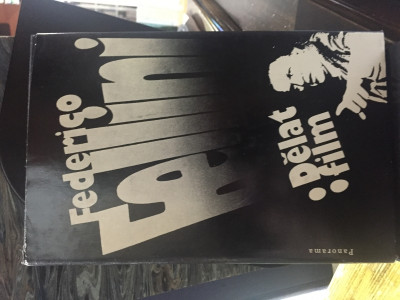 Federico
Fellini
•Dělat
•film
Panorama